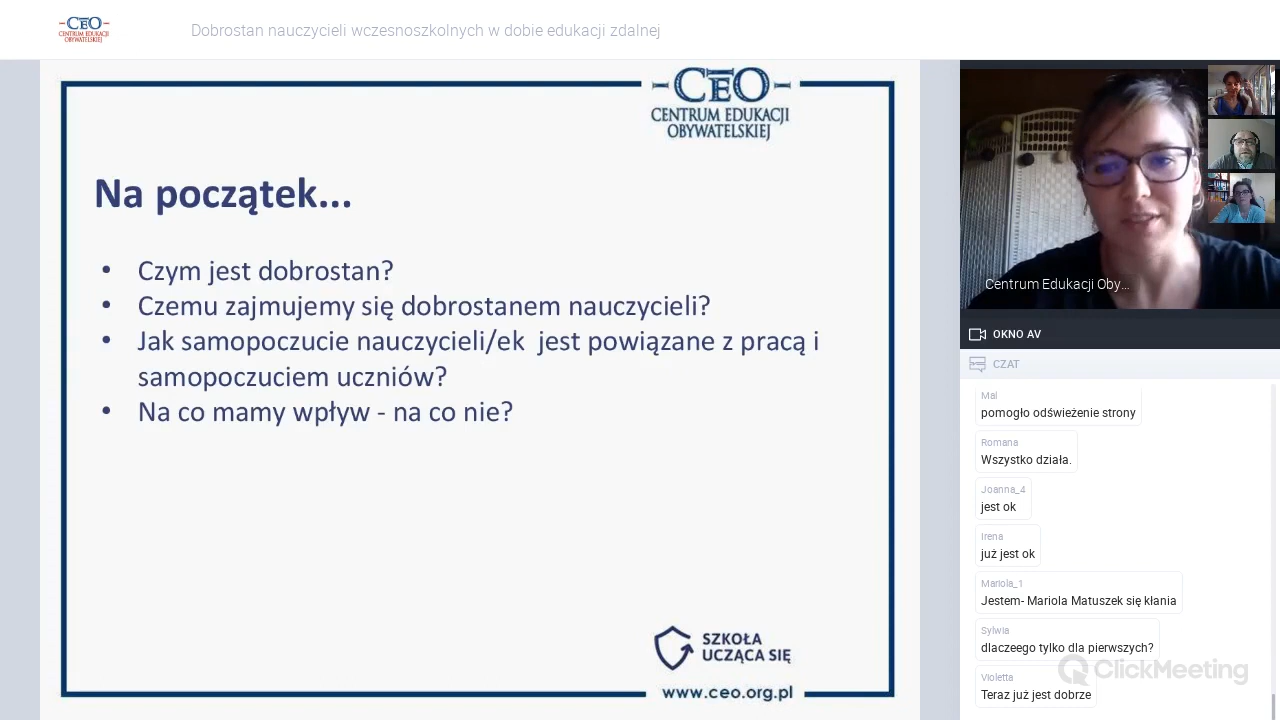 CEO
CENTRUM EDUKACJI
OBYWATELSKIEJ
Dobrostan nauczycieli wczesnoszkolnych w dobie edukacji zdalnej
CEO
CENTRUM EDUKACJI
OBYWATELSKIEJ
Na początek...
• Czym jest dobrostan?
• Czemu zajmujemy się dobrostanem nauczycieli?
• Jak samopoczucie nauczycieli/ek jest powiązane z pracą i
samopoczuciem uczniów?
• Na co mamy wpływ - na co nie?
SZKOŁA
UCZĄCA SIĘ
www.ceo.org.pl
Centrum Edukacji Oby...
OKNO AV
CZAT
Mal
pomogło odświeżenie strony
Romana
Wszystko działa.
Joanna_4
jest ok
Irena
już jest ok
Mariola_1
Jestem- Mariola Matuszek się kłania
Sylwia
dlaczeego tylko dla pierwszych?
Violetta
Teraz już jest dobrze
ClickMeeting